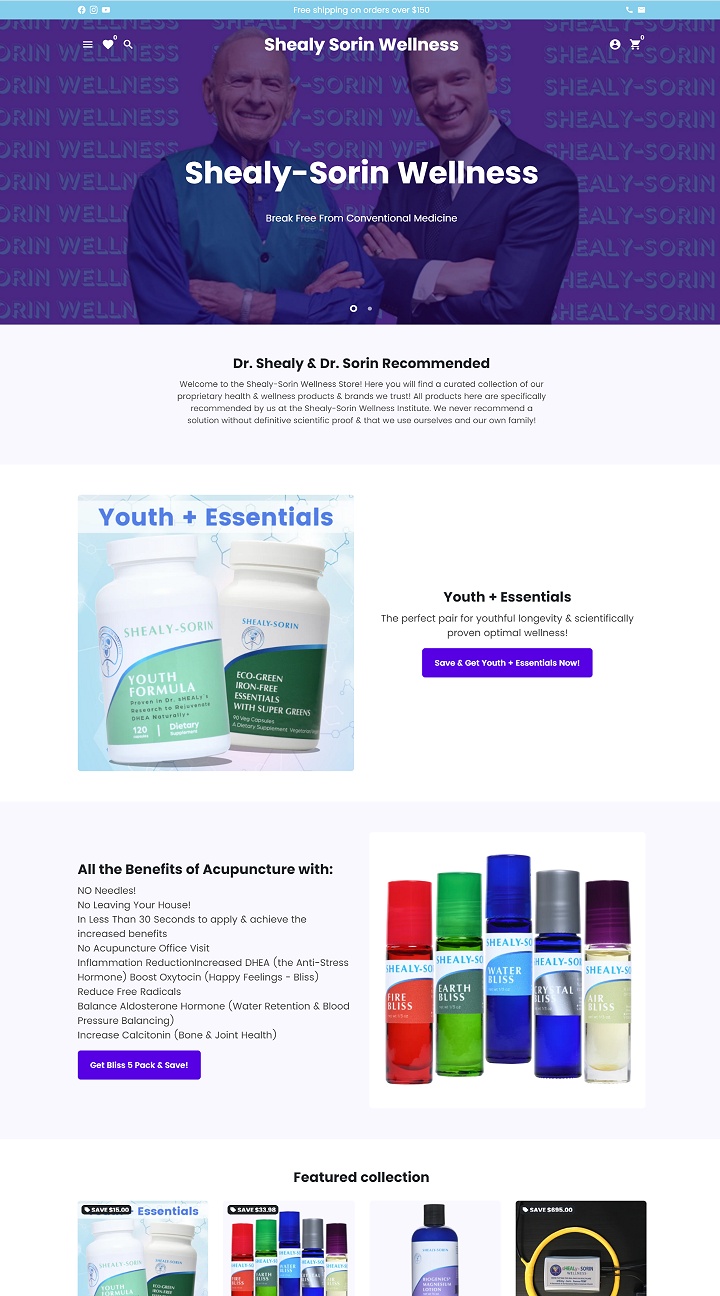 Free shipping on orders over $150
0
Shealy Sorin Wellness
0
Shealy-Sorin Wellness
Break Free From Conventional Medicine
Dr. Shealy & Dr. Sorin Recommended
Welcome to the Shealy-Sorin Wellness Store! Here you will find a curated collection of our
proprietary health & wellness products & brands we trust! All products here are specifically
recommended by us at the Shealy-Sorin Wellness Institute. We never recommend a
solution without definitive scientific proof & that we use ourselves and our own family!
Youth + Essentials
SHEALY-SORIN
YOUTH
FORMULA
Proven in Dr. sHEALy's
Research to Rejuvenate
DHEA Naturally+
120
capsules
Dietary
Supplement
SHEALY-SORIN
ECO-GREEN
IRON-FREE
ESSENTIALS
WITH SUPER GREENS
90 Veg Capsules
A Dietary Supplement
Youth + Essentials
The perfect pair for youthful longevity & scientifically
proven optimal wellness!
Save & Get Youth + Essentials Now!
All the Benefits of Acupuncture with:
NO Needles!
No Leaving Your House!
In Less Than 30 Seconds to apply & achieve the
increased benefits
No Acupuncture Office Visit
Inflammation ReductionIncreased DHEA (the Anti-Stress
Hormone) Boost Oxytocin (Happy Feelings - Bliss)
Reduce Free Radicals
Balance Aldosterone Hormone (Water Retention & Blood
Pressure Balancing)
Increase Calcitonin (Bone & Joint Health)
Get Bliss 5 Pack & Save!
SHEALY-SO
FIRE
BLISS
EARTH
BLISS
SHEALY-SO
WATER
BLISS
CRYSTAL
BLISS
AIR
BLISS
Featured collection
SAVE $15.00
Essentials
SHEALY-SORIN
YOUTH
FORMULA
SHEALY-SORIN
ECO-GREEN
IRON-FREE
ESSENTIALS
SAVE $33.98
FIRE
BLISS
EARTH
BLISS
WATER
BLISS
BIOGENICS
MAGNESIUM
LOTION
SAVE $695.00
SHEALY-SORIN
WELLNESS